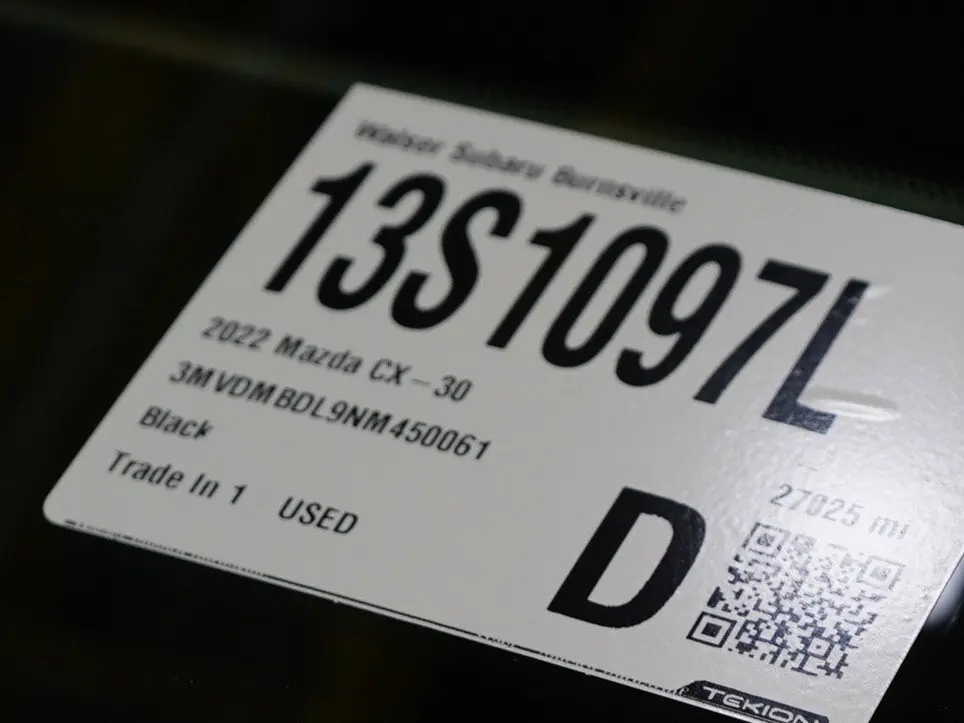 Walser Subaru Burnsville
13S1097L
2022 Mazda CX-30
3MVDMBDL9NM450061
Black
Trade In 1 USED
27025 mi
D
TEKION